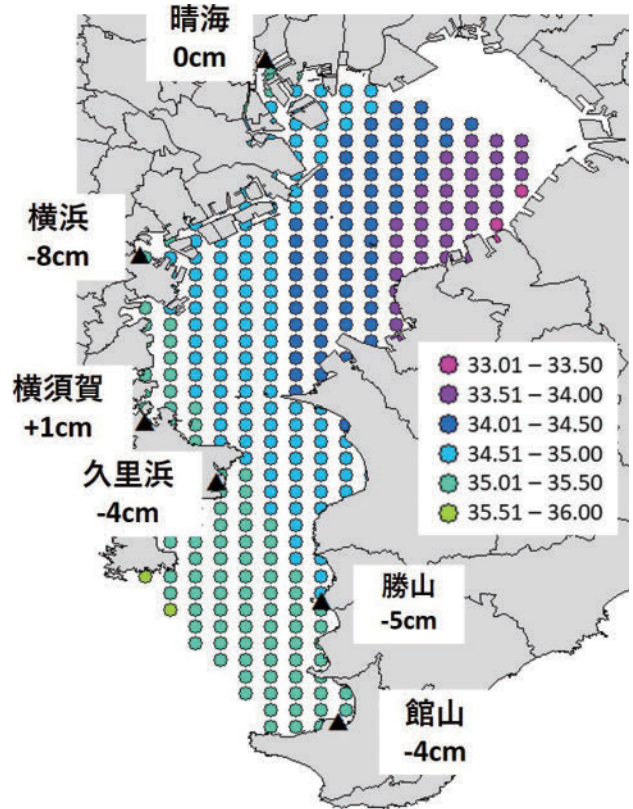 晴海
0cm
横浜
-8cm
横須賀
+1cm
久里浜
-4cm
33.01 – 33.50
33.51 – 34.00
34.01 – 34.50
34.51 – 35.00
35.01 – 35.50
35.51 – 36.00
勝山
-5cm
館山
-4cm